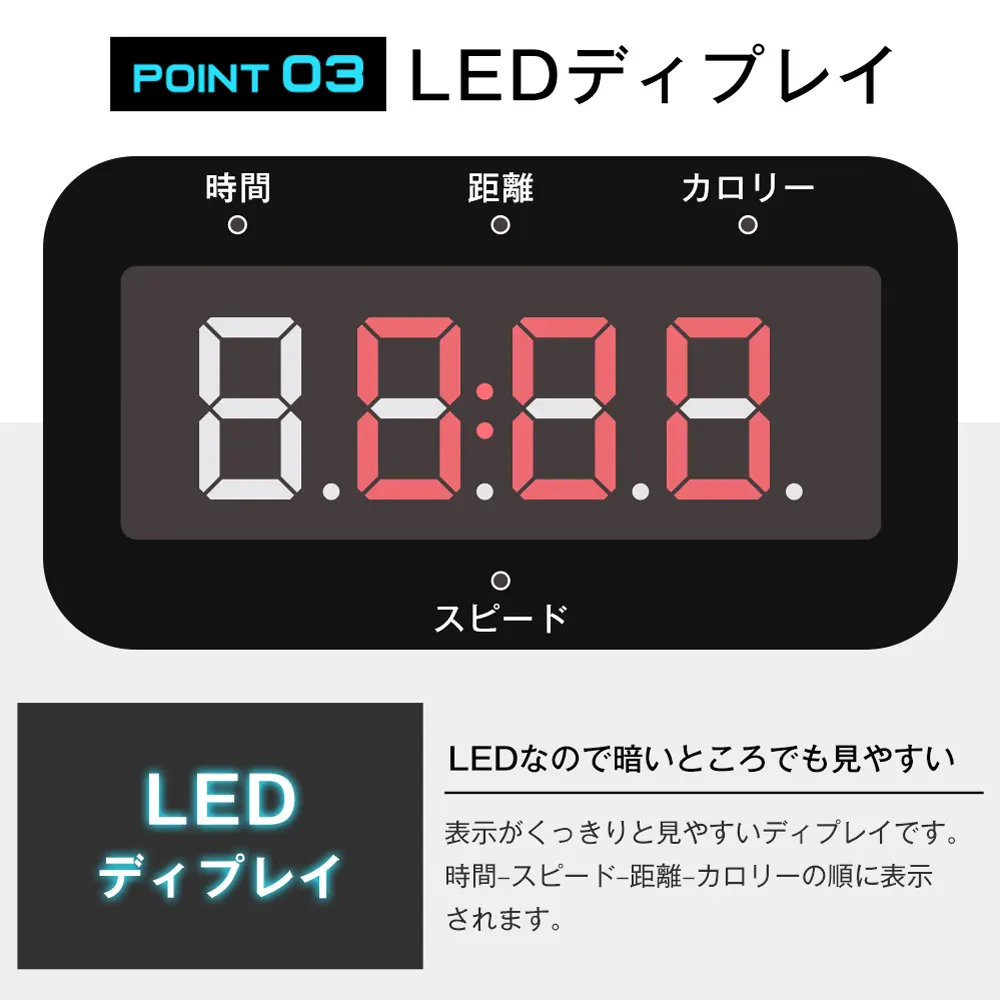 POINT 03 LEDディスプレイ
時間 距離 カロリー
0:00
スピード
LED
ディスプレイ
LEDなので暗いところでも見やすい
表示がくっきりと見やすいディプレイです。
時間–スピード–距離–カロリーの順に表示
されます。